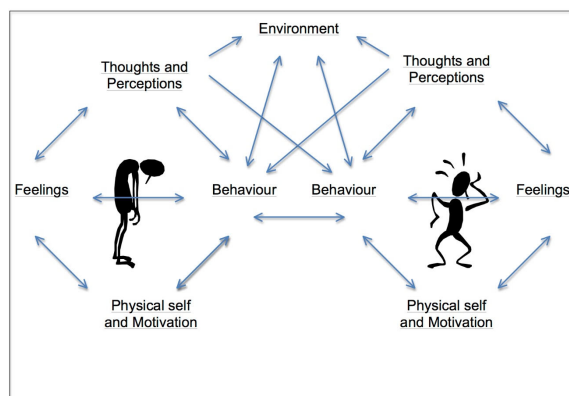 Environment
Thoughts and
Perceptions
Thoughts and
Perceptions
Feelings
Behaviour
Behaviour
Feelings
Physical self
and Motivation
Physical self
and Motivation